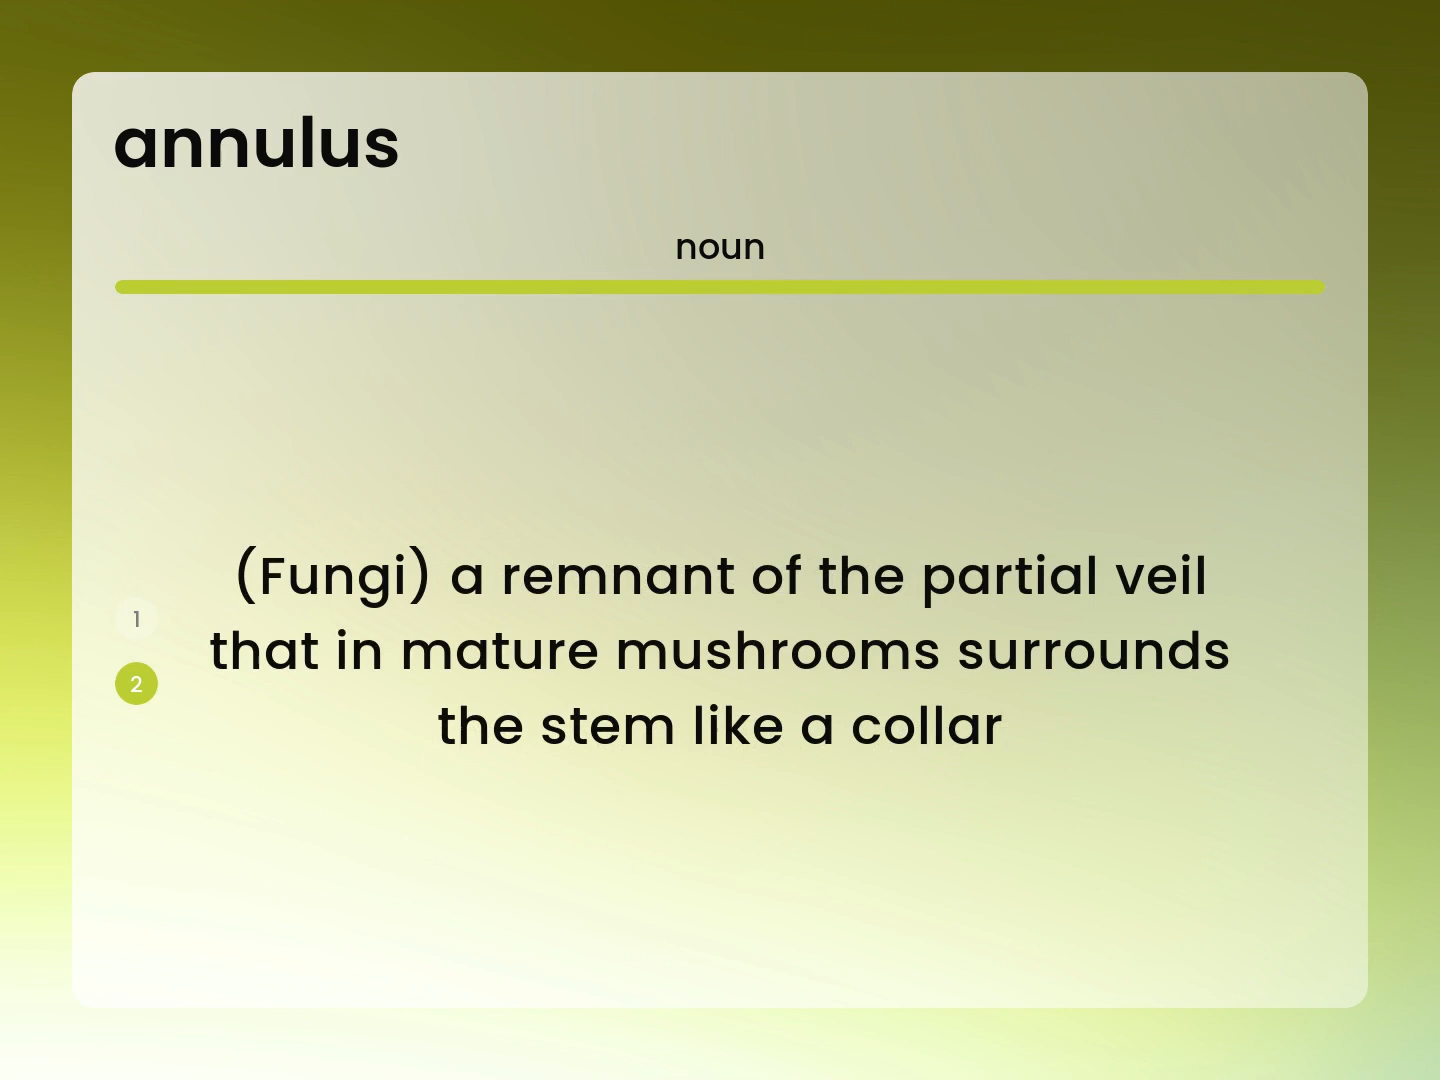 annulus
noun
(Fungi) a remnant of the partial veil
that in mature mushrooms surrounds
the stem like a collar
1
2